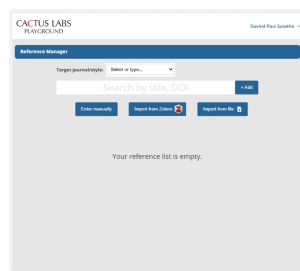 CACTUS LABS
PLAYGROUND
Govind Ravi Sulekha
Reference Manager
Target journal/style:
Select or type...
Search by title, DOI
+ Add
Enter manually
Import from Zotero
Import from file
Your reference list is empty.